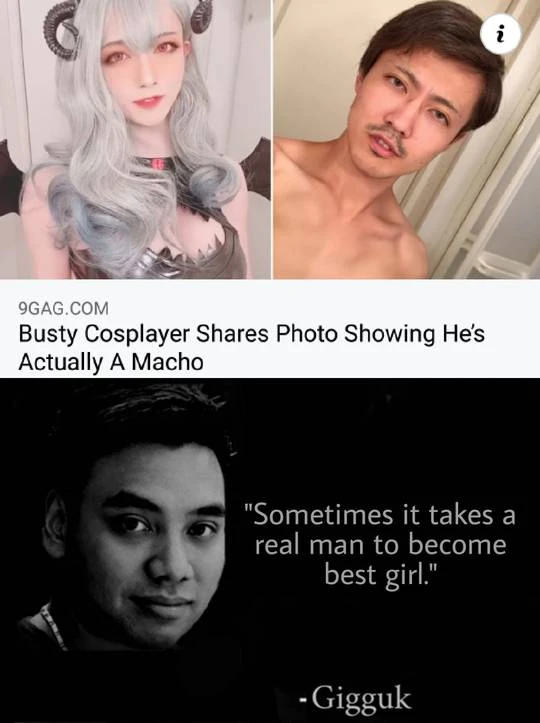 i
9GAG.COM
Busty Cosplayer Shares Photo Showing He's
Actually A Macho
"Sometimes it takes a
real man to become
best girl."
-Gigguk